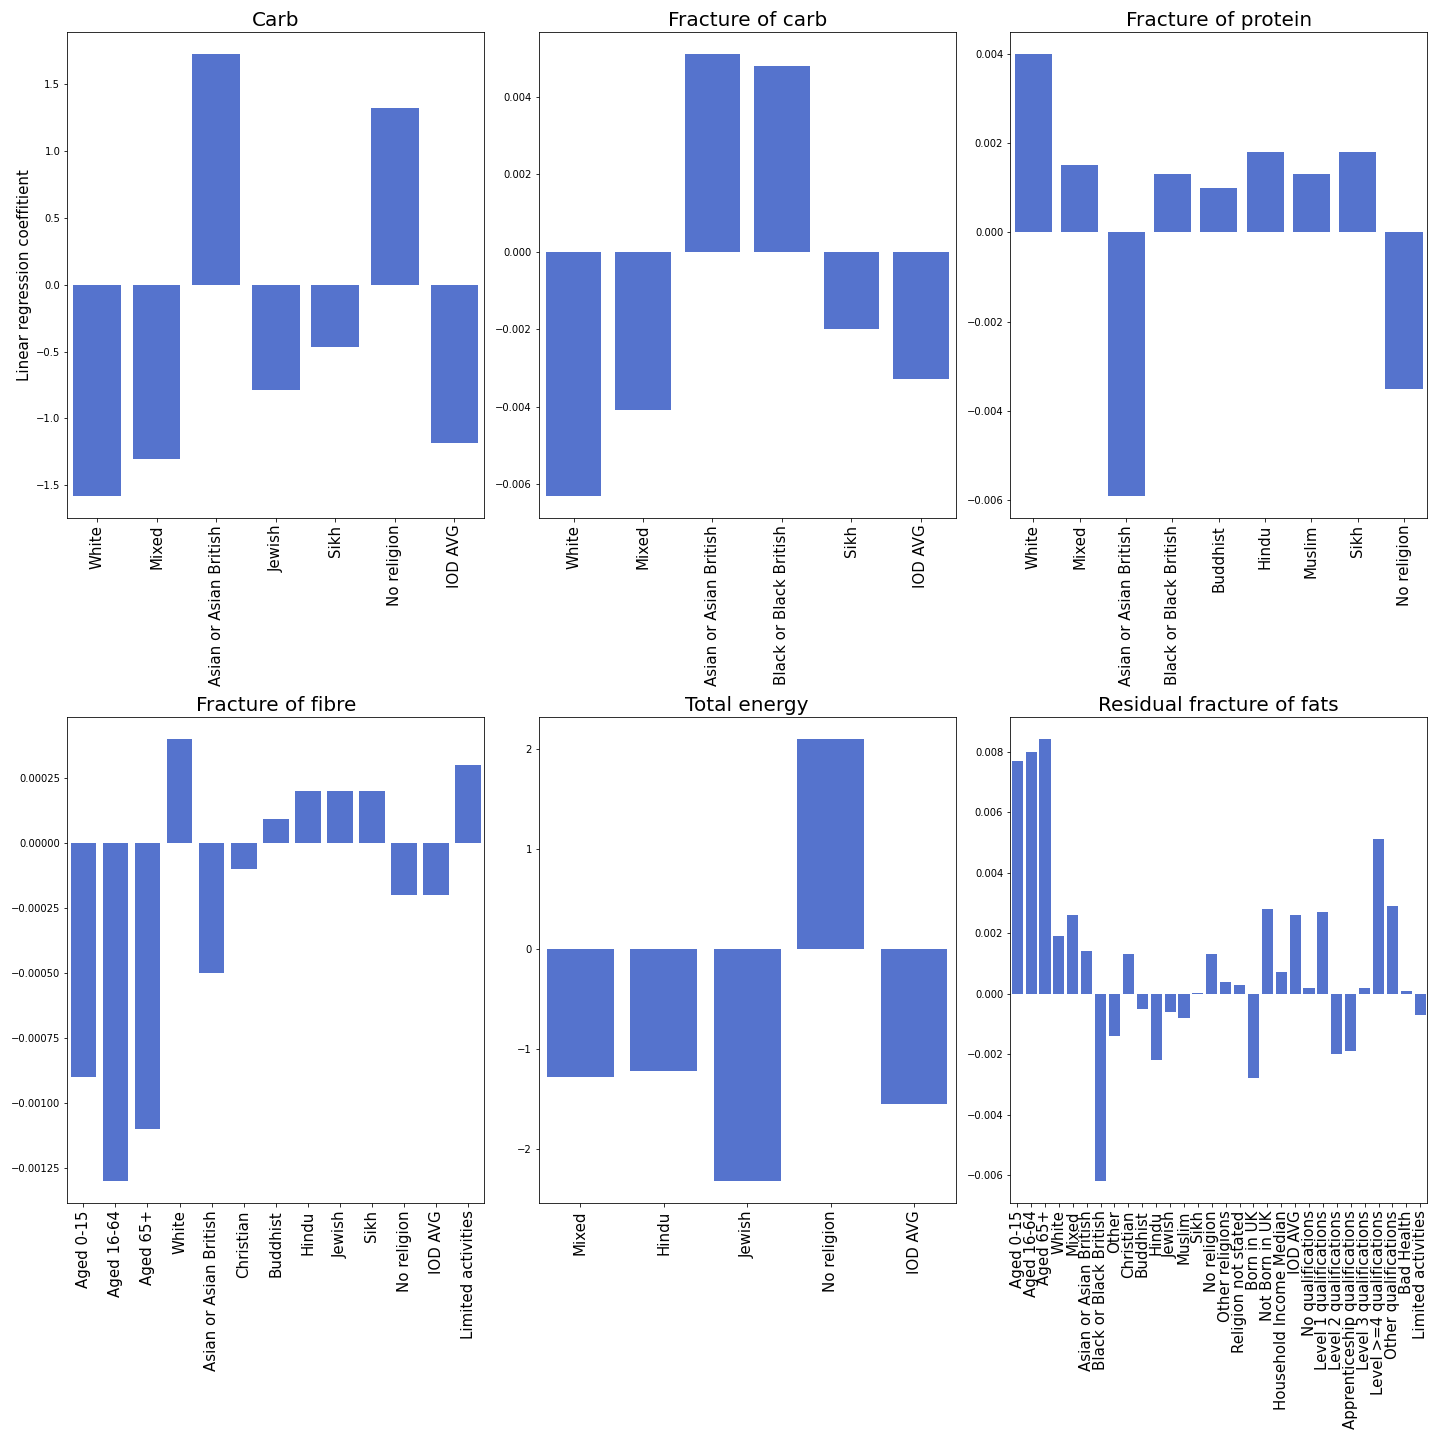 Carb
Fracture of carb
Fracture of protein
Linear regression coeffitient
1.5
1.0
0.5
0.0
−0.5
−1.0
−1.5
White
Mixed
Asian or Asian British
Jewish
Sikh
No religion
IOD AVG
0.004
0.002
0.000
−0.002
−0.004
−0.006
White
Mixed
Asian or Asian British
Black or Black British
Sikh
IOD AVG
0.004
0.002
0.000
−0.002
−0.004
−0.006
White
Mixed
Asian or Asian British
Black or Black British
Buddhist
Hindu
Muslim
Sikh
No religion
Fracture of fibre
Total energy
Residual fracture of fats
0.00025
0.00000
−0.00025
−0.00050
−0.00075
−0.00100
−0.00125
Aged 0-15
Aged 16-64
Aged 65+
White
Asian or Asian British
Christian
Buddhist
Hindu
Jewish
Sikh
No religion
IOD AVG
Limited activities
2
1
0
−1
−2
Mixed
Hindu
Jewish
No religion
IOD AVG
0.008
0.006
0.004
0.002
0.000
−0.002
−0.004
−0.006
Aged 0-15
Aged 16-64
Aged 65+
White
Mixed
Asian or Asian British
Black or Black British
Other
Christian
Buddhist
Hindu
Jewish
Muslim
Sikh
No religion
Other religions
Religion not stated
Born in UK
Not Born in UK
Household Income Median
IOD AVG
No qualifications
Level 1 qualifications
Level 2 qualifications
Apprenticeship qualifications
Level 3 qualifications
Level >=4 qualifications
Other qualifications
Bad Health
Limited activities